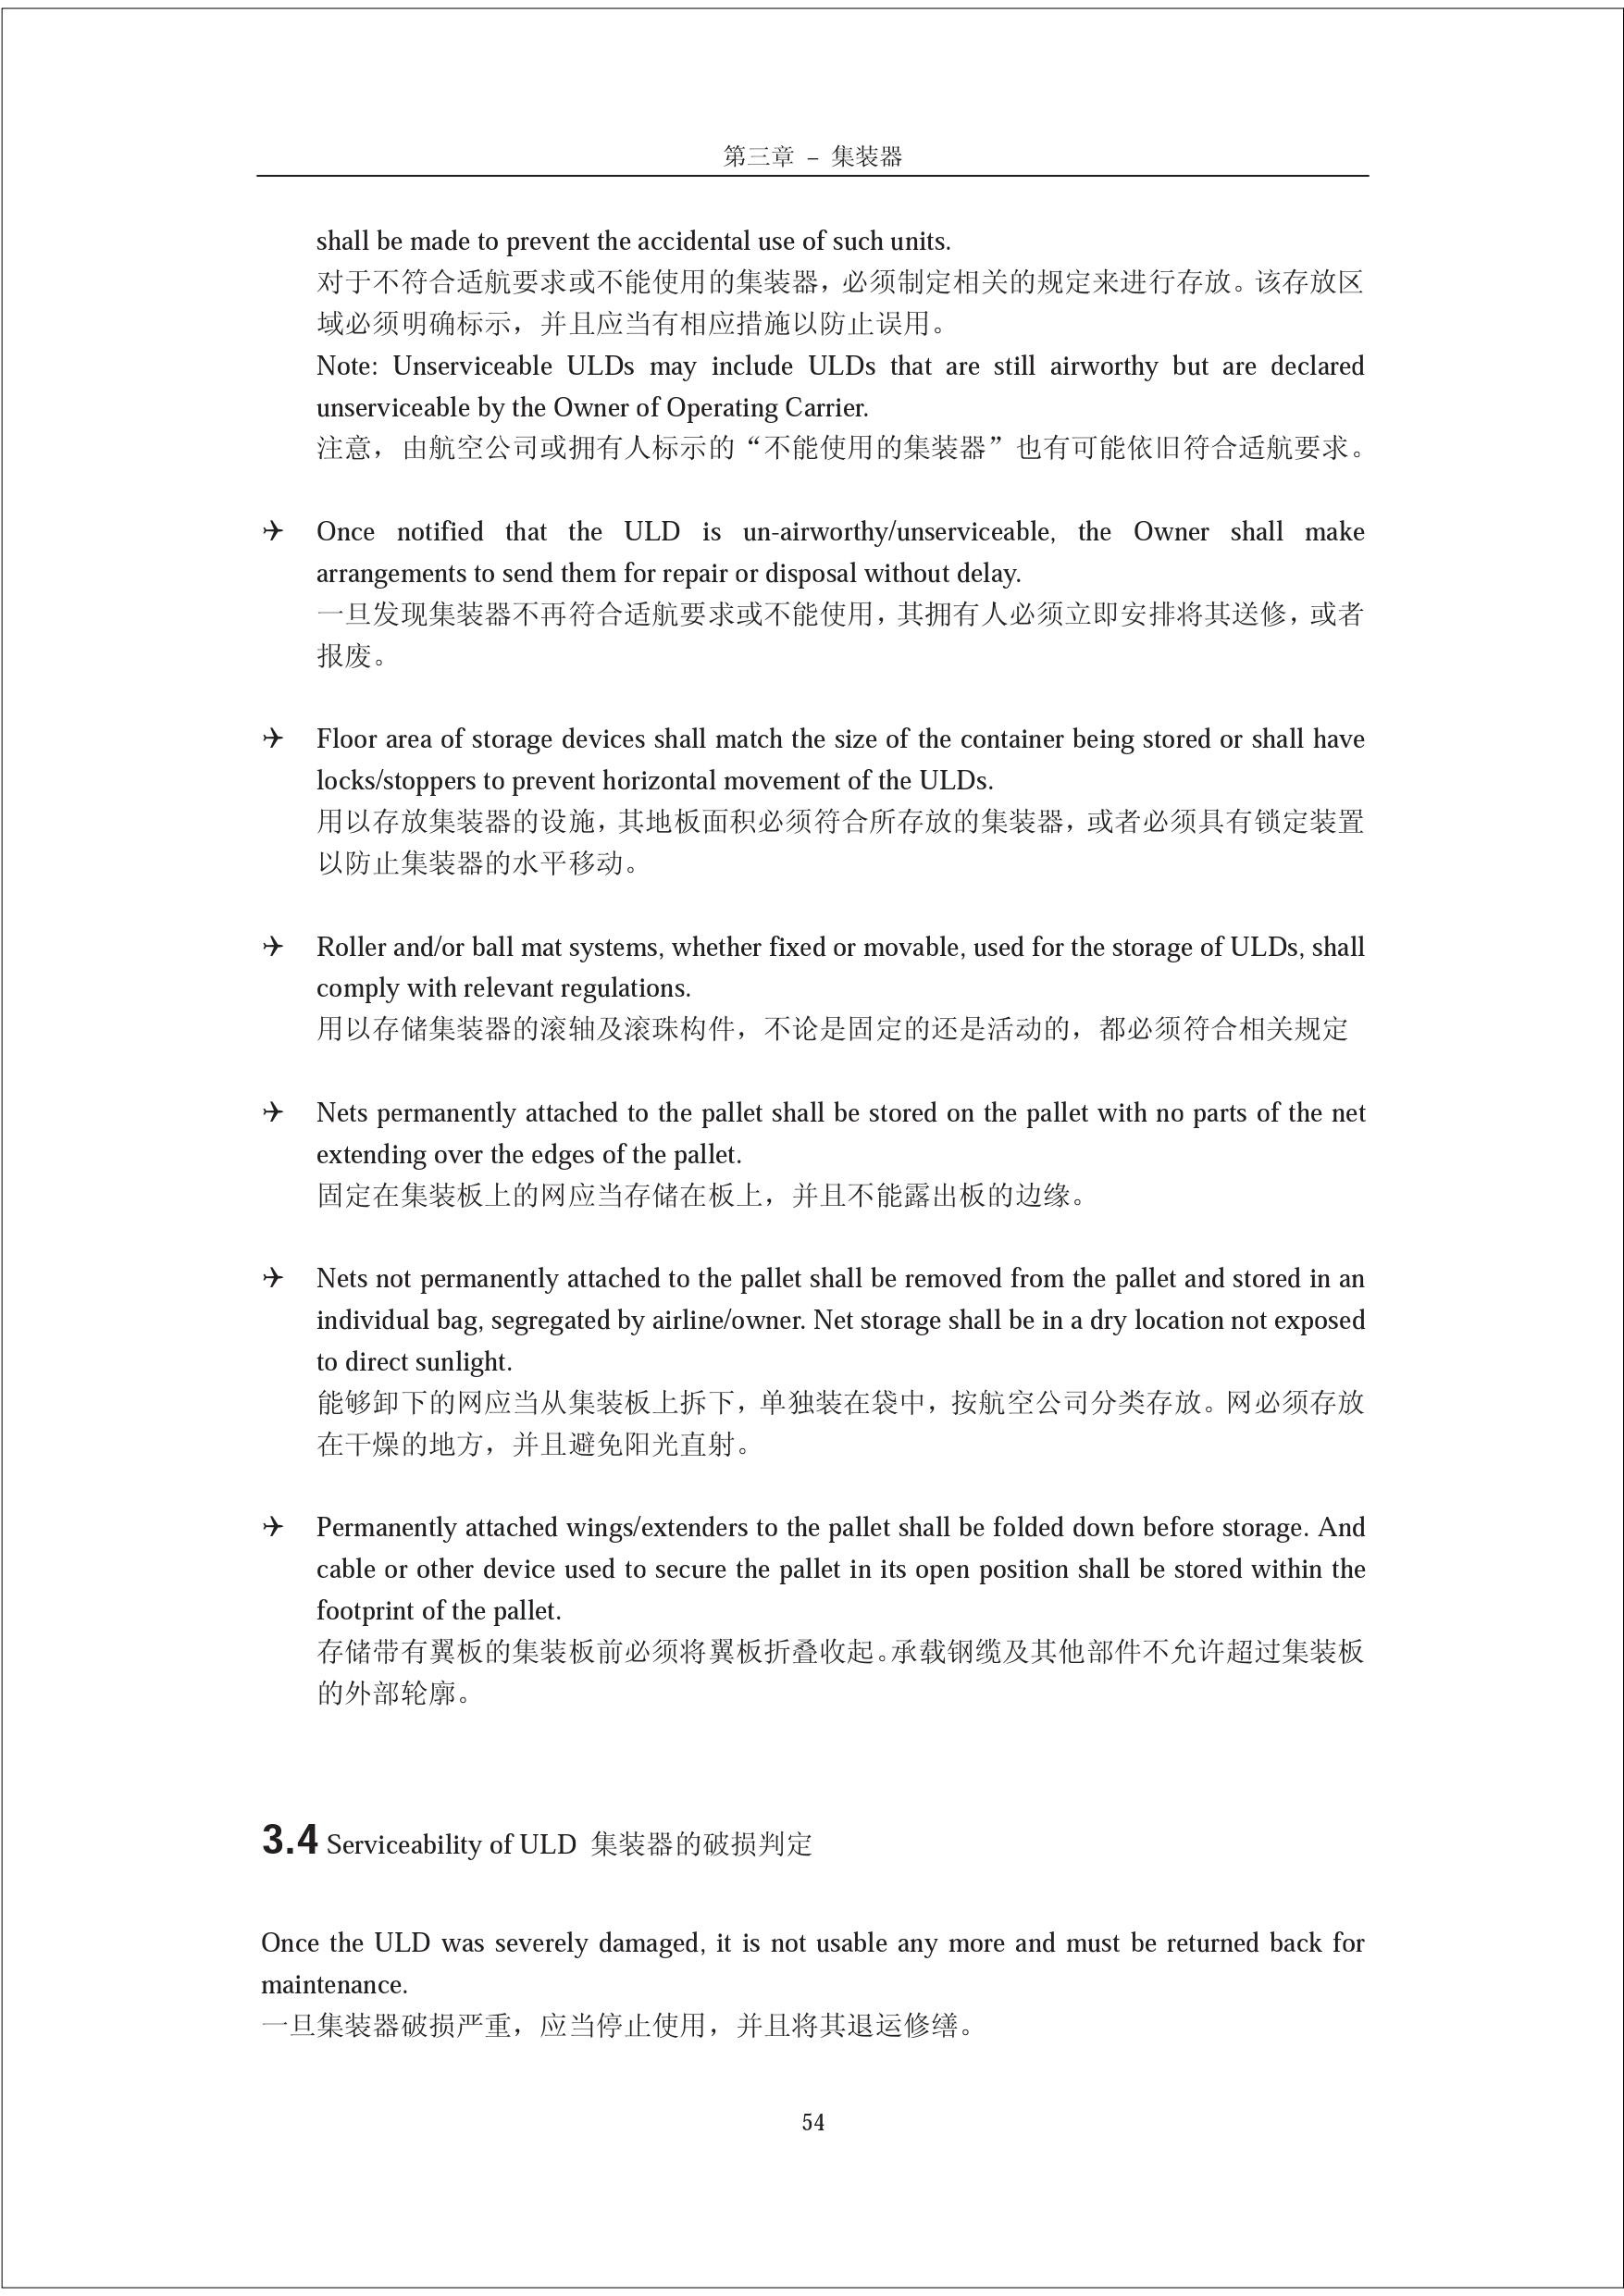 第三章 – 集装器
shall be made to prevent the accidental use of such units.
对于不符合适航要求或不能使用的集装器，必须制定相关的规定来进行存放。该存放区
域必须明确标示，并且应当有相应措施以防止误用。
Note: Unserviceable ULDs may include ULDs that are still airworthy but are declared
unserviceable by the Owner of Operating Carrier.
注意，由航空公司或拥有人标示的“不能使用的集装器”也有可能依旧符合适航要求。
✈ Once notified that the ULD is un-airworthy/unserviceable, the Owner shall make
arrangements to send them for repair or disposal without delay.
一旦发现集装器不再符合适航要求或不能使用，其拥有人必须立即安排将其送修，或者
报废。
✈ Floor area of storage devices shall match the size of the container being stored or shall have
locks/stoppers to prevent horizontal movement of the ULDs.
用以存放集装器的设施，其地板面积必须符合所存放的集装器，或者必须具有锁定装置
以防止集装器的水平移动。
✈ Roller and/or ball mat systems, whether fixed or movable, used for the storage of ULDs, shall
comply with relevant regulations.
用以存储集装器的滚轴及滚珠构件，不论是固定的还是活动的，都必须符合相关规定
✈ Nets permanently attached to the pallet shall be stored on the pallet with no parts of the net
extending over the edges of the pallet.
固定在集装板上的网应当存储在板上，并且不能露出板的边缘。
✈ Nets not permanently attached to the pallet shall be removed from the pallet and stored in an
individual bag, segregated by airline/owner. Net storage shall be in a dry location not exposed
to direct sunlight.
能够卸下的网应当从集装板上拆下，单独装在袋中，按航空公司分类存放。网必须存放
在干燥的地方，并且避免阳光直射。
✈ Permanently attached wings/extenders to the pallet shall be folded down before storage. And
cable or other device used to secure the pallet in its open position shall be stored within the
footprint of the pallet.
存储带有翼板的集装板前必须将翼板折叠收起。承载钢缆及其他部件不允许超过集装板
的外部轮廓。
3.4 Serviceability of ULD 集装器的破损判定
Once the ULD was severely damaged, it is not usable any more and must be returned back for
maintenance.
一旦集装器破损严重，应当停止使用，并且将其退运修缮。
54